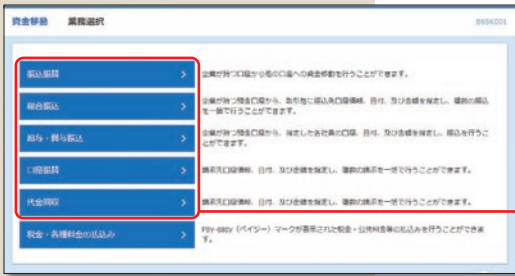 資金移動 業務選択
BSSK001
振込振替
企業が持つ口座から他の口座への資金移動を行うことができます。
総合振込
企業が持つ預金口座から、取引先に振込先口座情報、日付、及び金額を指定し、複数の振込
を一括で行うことができます。
給与・賞与振込
企業が持つ預金口座から、指定した各社員の口座、日付、及び金額を指定し、振込を行うこ
とができます。
口座振替
請求先口座情報、日付、及び金額を指定し、複数の請求を一括で行うことができます。
代金回収
請求先口座情報、日付、及び金額を指定し、複数の請求を一括で行うことができます。
税金・各種料金の払込み
Pay-easy（ペイジー）マークが表示された税金・公共料金等の払込みを行うことができま
す。